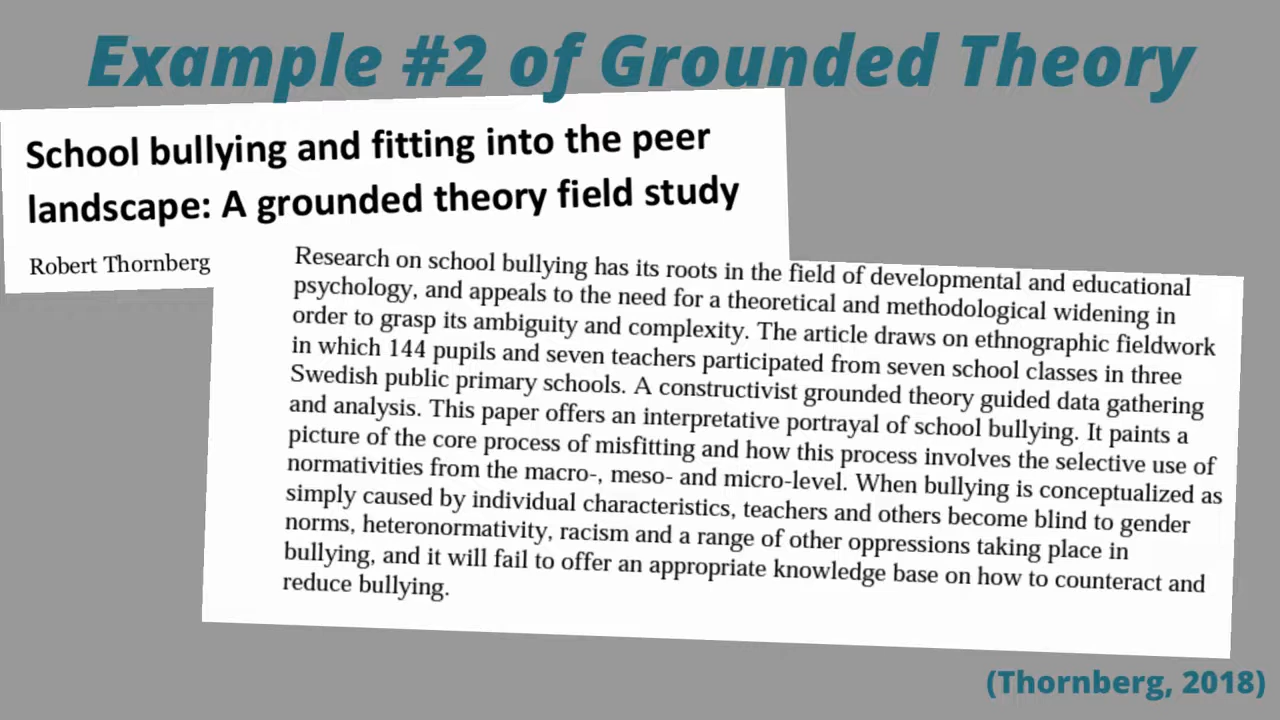 Example #2 of Grounded Theory
School bullying and fitting into the peer
landscape: A grounded theory field study
Robert Thornberg
Research on school bullying has its roots in the field of developmental and educational
psychology, and appeals to the need for a theoretical and methodological widening in
order to grasp its ambiguity and complexity. The article draws on ethnographic fieldwork
in which 144 pupils and seven teachers participated from seven school classes in three
Swedish public primary schools. A constructivist grounded theory guided data gathering
and analysis. This paper offers an interpretative portrayal of school bullying. It paints a
picture of the core process of misfitting and how this process involves the selective use of
normativities from the macro-, meso- and micro-level. When bullying is conceptualized as
simply caused by individual characteristics, teachers and others become blind to gender
norms, heteronormativity, racism and a range of other oppressions taking place in
bullying, and it will fail to offer an appropriate knowledge base on how to counteract and
reduce bullying.
(Thornberg, 2018)